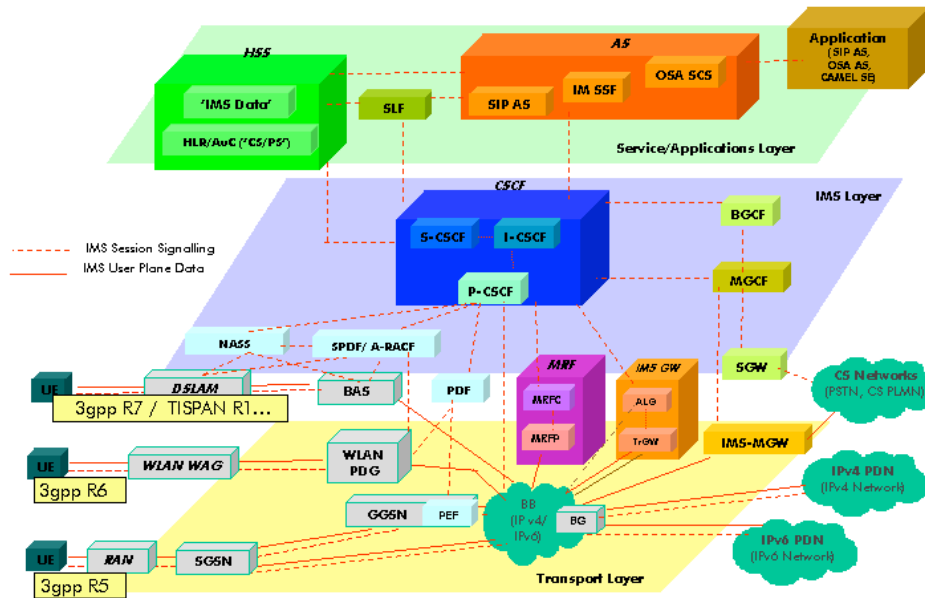 HSS
'IMS Data'
HLR/AuC ('CS/PS')
SLF
AS
SIP AS
IM SSF
OSA SCS
Application
(SIP AS,
OSA AS,
CAMEL SE)
Service/Applications Layer
CSCF
IMS Layer
S-CSCF
I-CSCF
P-CSCF
BGCF
MGCF
SGW
IMS Session Signalling
IMS User Plane Data
NASS
SPDF/ A-RACF
UE
DSLAM
BAS
PDF
3gpp R7 / TISPAN R1...
MRF
MRFC
MRFP
IMS GW
ALG
TrGW
IMS-MGW
CS Networks
(PSTN, CS PLMN)
UE
WLAN WAG
WLAN
PDG
3gpp R6
IPv4 PDN
(IPv4 Network)
GGSN
PEF
BB
(IP v4/
IPv6)
BG
IPv6 PDN
(IPv6 Network)
UE
RAN
SGSN
3gpp R5
Transport Layer